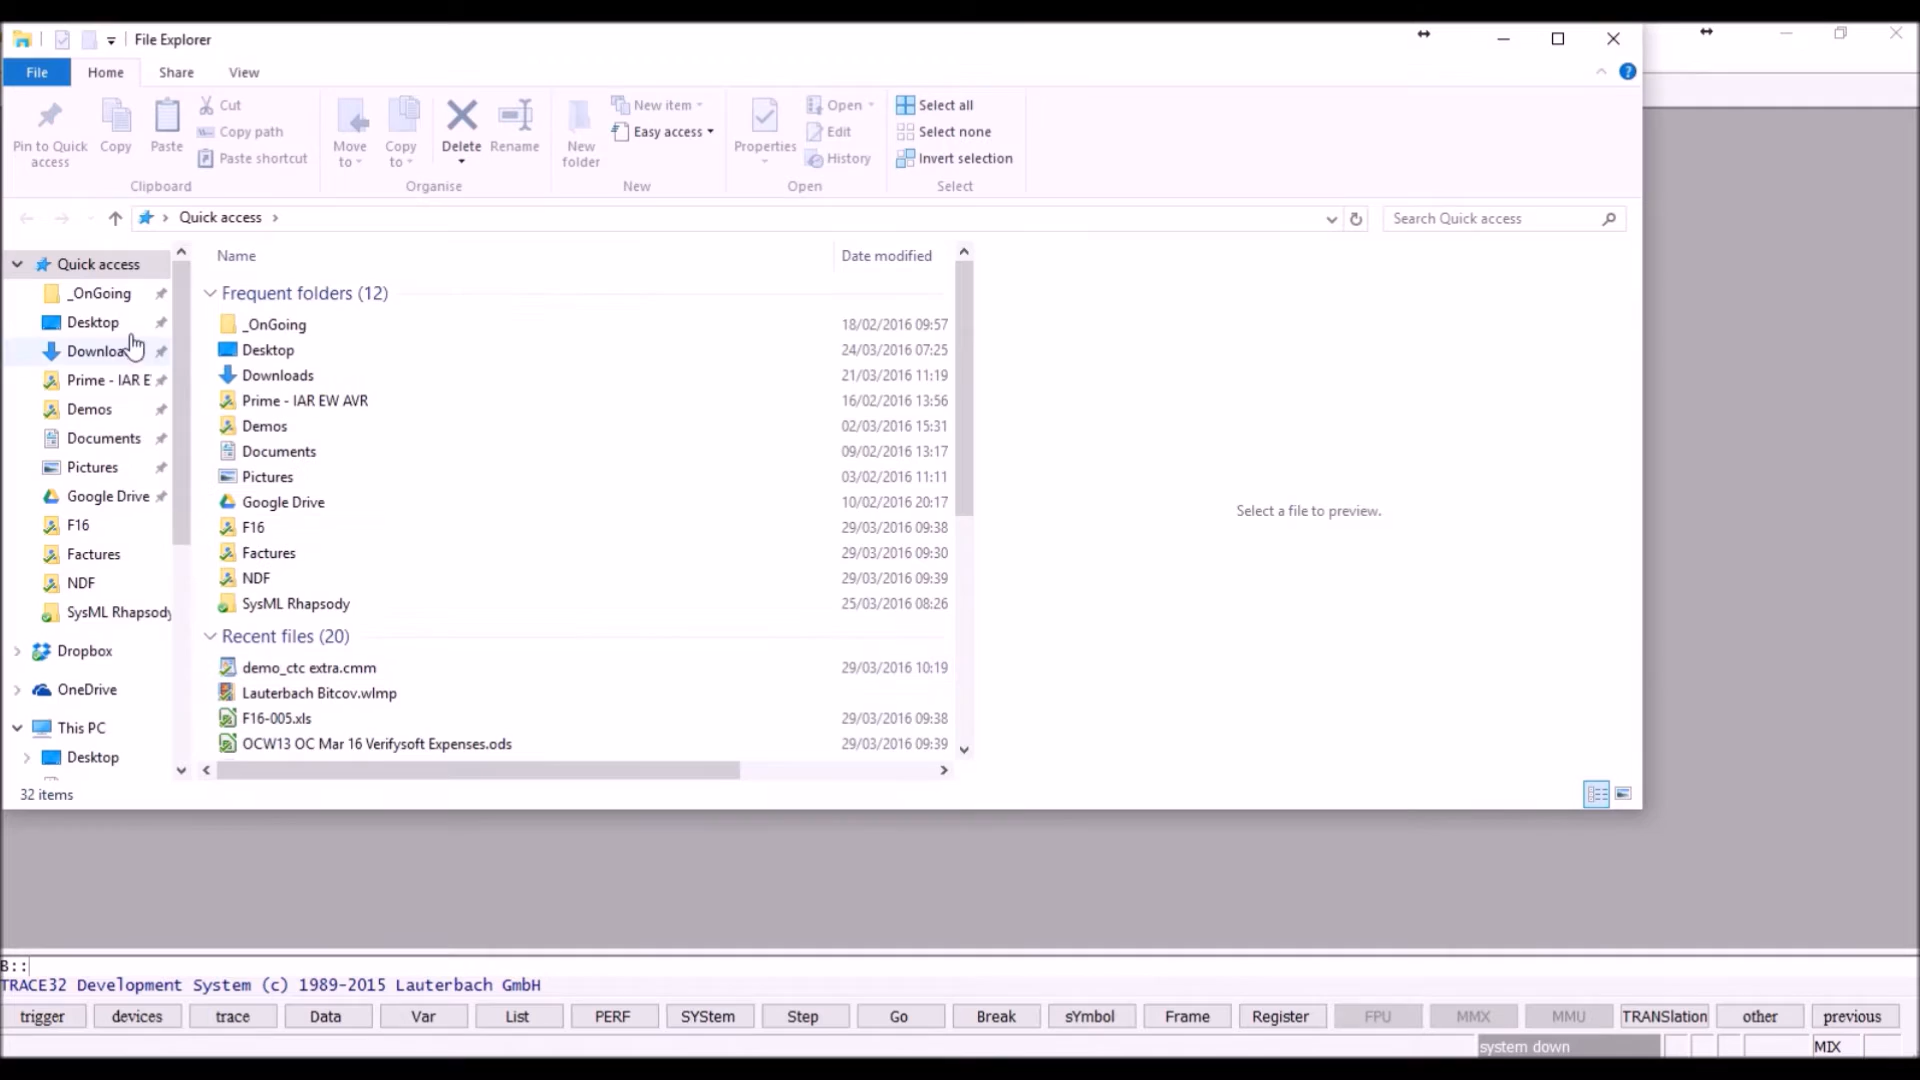 File Explorer
File Home Share View
Pin to Quick access
Copy
Paste
Cut
Copy path
Paste shortcut
Clipboard
Move to
Copy to
Delete
Rename
Organise
New folder
New item
Easy access
New
Properties
Open
Edit
History
Open
Select all
Select none
Invert selection
Select
Quick access
Search Quick access
Quick access
_OnGoing
Desktop
Prime - IAR E
Demos
Documents
Pictures
Google Drive
F16
Factures
NDF
SysML Rhapsody
Dropbox
OneDrive
This PC
Desktop
Name Date modified
Frequent folders (12)
_OnGoing 18/02/2016 09:57
Desktop 24/03/2016 07:25
Downloads 21/03/2016 11:19
Prime - IAR EW AVR 16/02/2016 13:56
Demos 02/03/2016 15:31
Documents 09/02/2016 13:17
Pictures 03/02/2016 11:11
Google Drive 10/02/2016 20:17
F16 29/03/2016 09:38
Factures 29/03/2016 09:30
NDF 29/03/2016 09:39
SysML Rhapsody 25/03/2016 08:26
Recent files (20)
demo_ctc extra.cmm 29/03/2016 10:19
Lauterbach Bitcov.wlmp
F16-005.xls 29/03/2016 09:38
OCW13 OC Mar 16 Verifysoft Expenses.ods 29/03/2016 09:39
Select a file to preview.
32 items
B::
TRACE32 Development System (c) 1989-2015 Lauterbach GmbH
trigger devices trace Data Var List PERF SYStem Step Go Break sYmbol Frame Register FPU MMX MMU TRANSlation other previous
system down MIX